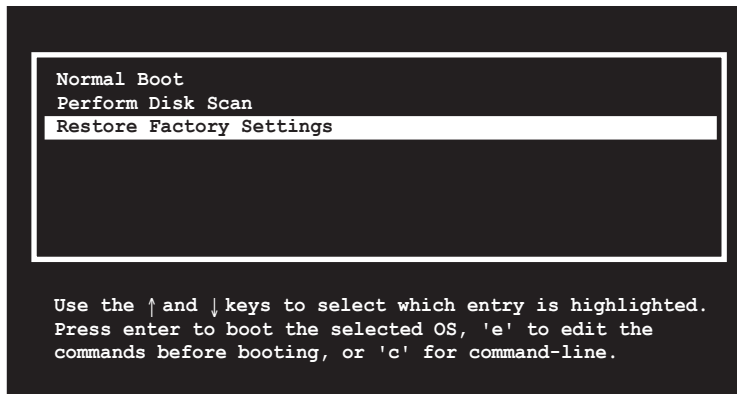 Normal Boot
Perform Disk Scan
Restore Factory Settings
Use the ↑ and ↓ keys to select which entry is highlighted.
Press enter to boot the selected OS, 'e' to edit the
commands before booting, or 'c' for command-line.